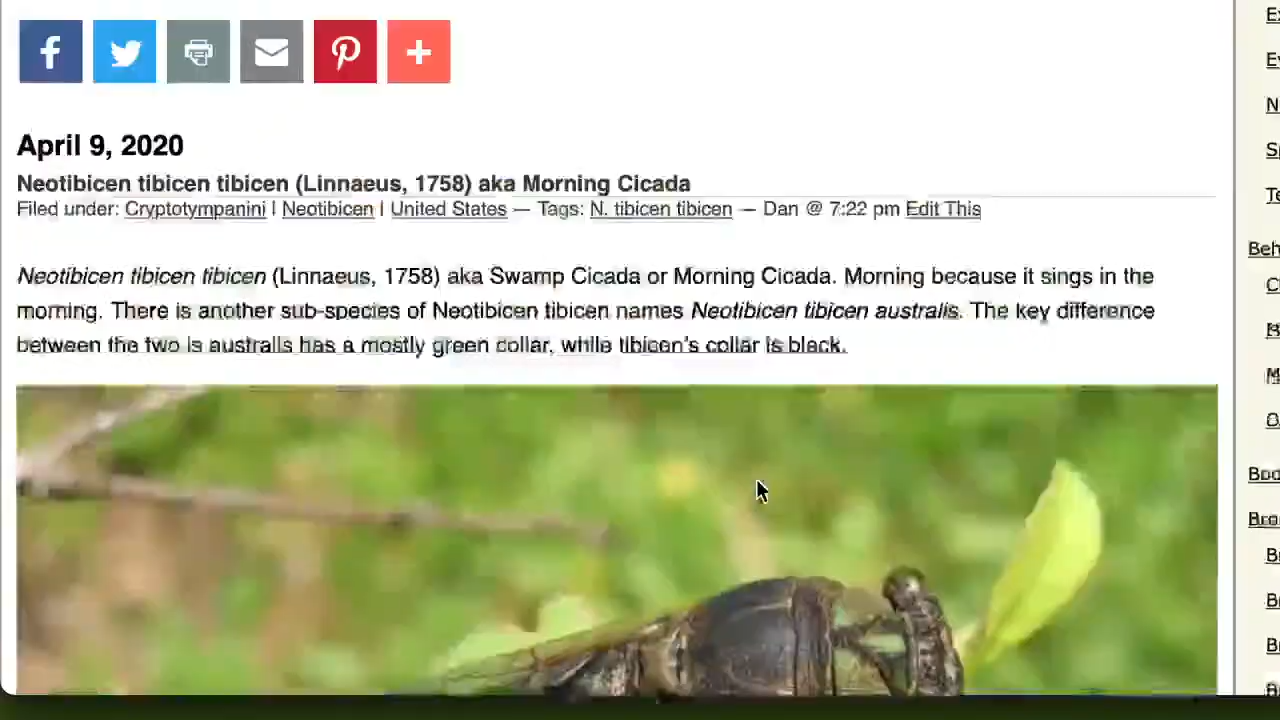 April 9, 2020
Neotibicen tibicen tibicen (Linnaeus, 1758) aka Morning Cicada
Filed under: Cryptotympanini | Neotibicen | United States — Tags: N. tibicen tibicen — Dan @ 7:22 pm Edit This
Neotibicen tibicen tibicen (Linnaeus, 1758) aka Swamp Cicada or Morning Cicada. Morning because it sings in the
morning. There is another sub-species of Neotibicen tibicen names Neotibicen tibicen australis. The key difference
between the two is australis has a mostly green collar, while tibicen's collar is black.